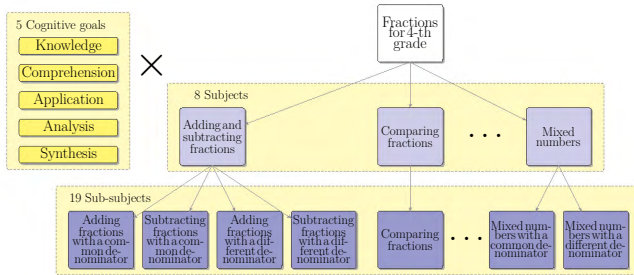 5 Cognitive goals
Knowledge
Comprehension
Application
Analysis
Synthesis
×
Fractions
for 4-th
grade
8 Subjects
Adding and
subtracting
fractions
Comparing
fractions
...
Mixed
numbers
19 Sub-subjects
Adding
fractions
with a com-
mon de-
nominator
Subtracting
fractions
with a com-
mon de-
nominator
Adding
fractions
with a dif-
ferent de-
nominator
Subtracting
fractions
with a dif-
ferent de-
nominator
Comparing
fractions
...
Mixed num-
bers with a
common de-
nominator
Mixed num-
bers with a
different de-
nominator